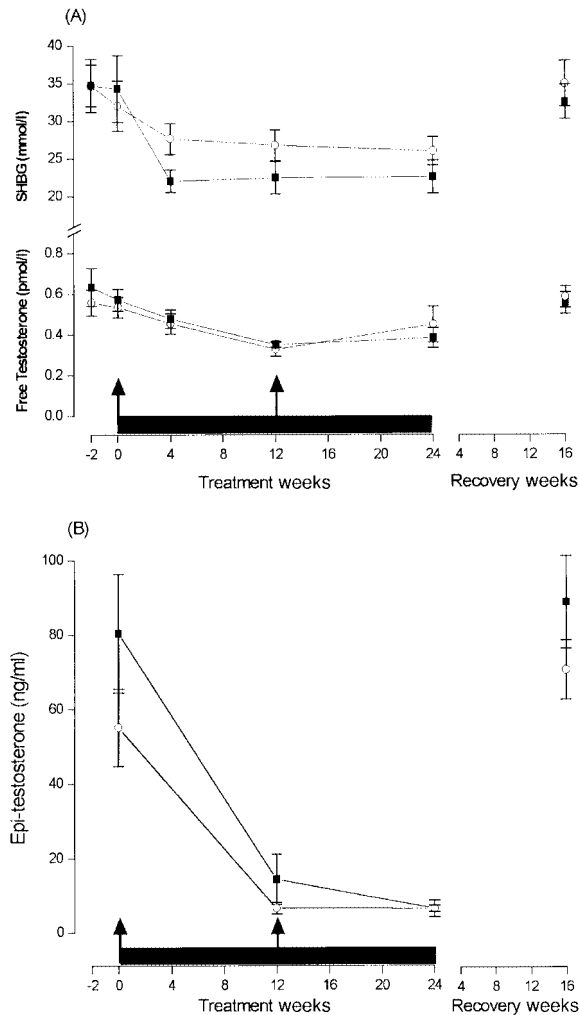 (A)
SHBG (mmol/l)
40
35
30
25
20
Free Testosterone (pmol/l)
0.8
0.6
0.4
0.2
0.0
-2 0 4 8 12 16 20 24 4 8 12 16
Treatment weeks Recovery weeks
(B)
Epi-testosterone (ng/ml)
100
80
60
40
20
0
-2 0 4 8 12 16 20 24 4 8 12 16
Treatment weeks Recovery weeks